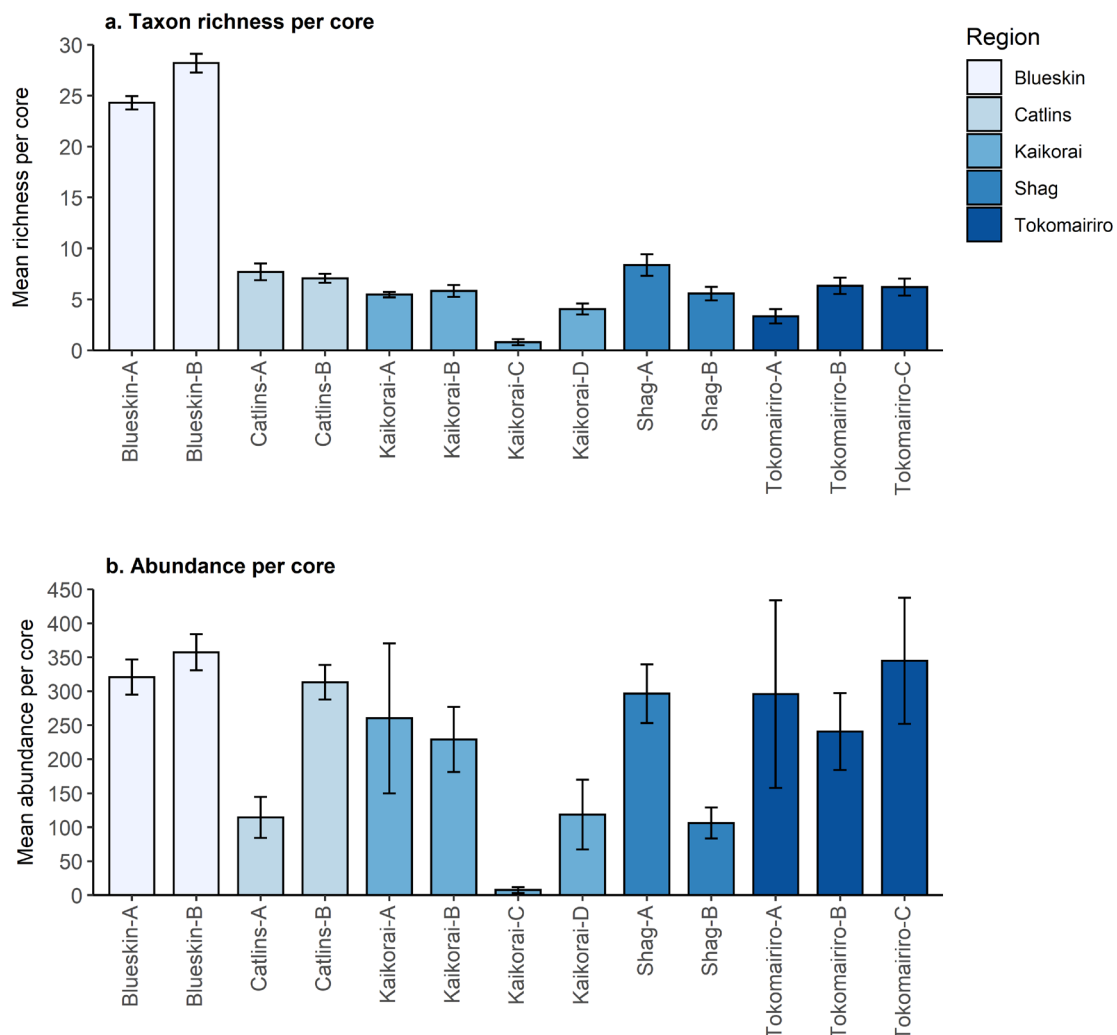 a. Taxon richness per core
Mean richness per core
30
25
20
15
10
5
0
Blueskin-A
Blueskin-B
Catlins-A
Catlins-B
Kaikorai-A
Kaikorai-B
Kaikorai-C
Kaikorai-D
Shag-A
Shag-B
Tokomairiro-A
Tokomairiro-B
Tokomairiro-C
Region
Blueskin
Catlins
Kaikorai
Shag
Tokomairiro
b. Abundance per core
Mean abundance per core
450
400
350
300
250
200
150
100
50
0
Blueskin-A
Blueskin-B
Catlins-A
Catlins-B
Kaikorai-A
Kaikorai-B
Kaikorai-C
Kaikorai-D
Shag-A
Shag-B
Tokomairiro-A
Tokomairiro-B
Tokomairiro-C